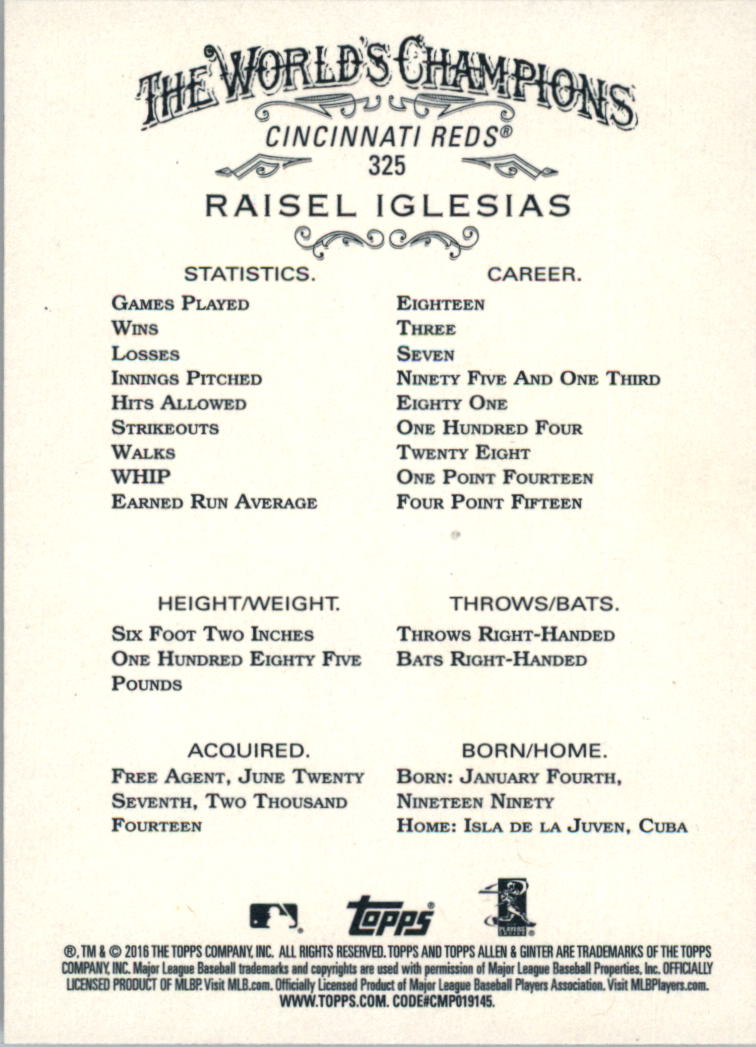 THE WORLD'S CHAMPIONS
CINCINNATI REDS®
325
RAISEL IGLESIAS
STATISTICS. CAREER.
GAMES PLAYED EIGHTEEN
WINS THREE
LOSSES SEVEN
INNINGS PITCHED NINETY FIVE AND ONE THIRD
HITS ALLOWED EIGHTY ONE
STRIKEOUTS ONE HUNDRED FOUR
WALKS TWENTY EIGHT
WHIP ONE POINT FOURTEEN
EARNED RUN AVERAGE FOUR POINT FIFTEEN
HEIGHT/WEIGHT. THROWS/BATS.
SIX FOOT TWO INCHES THROWS RIGHT-HANDED
ONE HUNDRED EIGHTY FIVE BATS RIGHT-HANDED
POUNDS
ACQUIRED. BORN/HOME.
FREE AGENT, JUNE TWENTY BORN: JANUARY FOURTH,
SEVENTH, TWO THOUSAND NINETEEN NINETY
FOURTEEN HOME: ISLA DE LA JUVEN, CUBA
topps®
PLAYERS
®, TM & © 2016 THE TOPPS COMPANY, INC. ALL RIGHTS RESERVED. TOPPS AND TOPPS ALLEN & GINTER ARE TRADEMARKS OF THE TOPPS
COMPANY, INC. Major League Baseball trademarks and copyrights are used with permission of Major League Baseball Properties, Inc. OFFICIALLY
LICENSED PRODUCT OF MLBP. Visit MLB.com. Officially Licensed Product of Major League Baseball Players Association. Visit MLBPlayers.com.
WWW.TOPPS.COM. CODE#CMP019145.